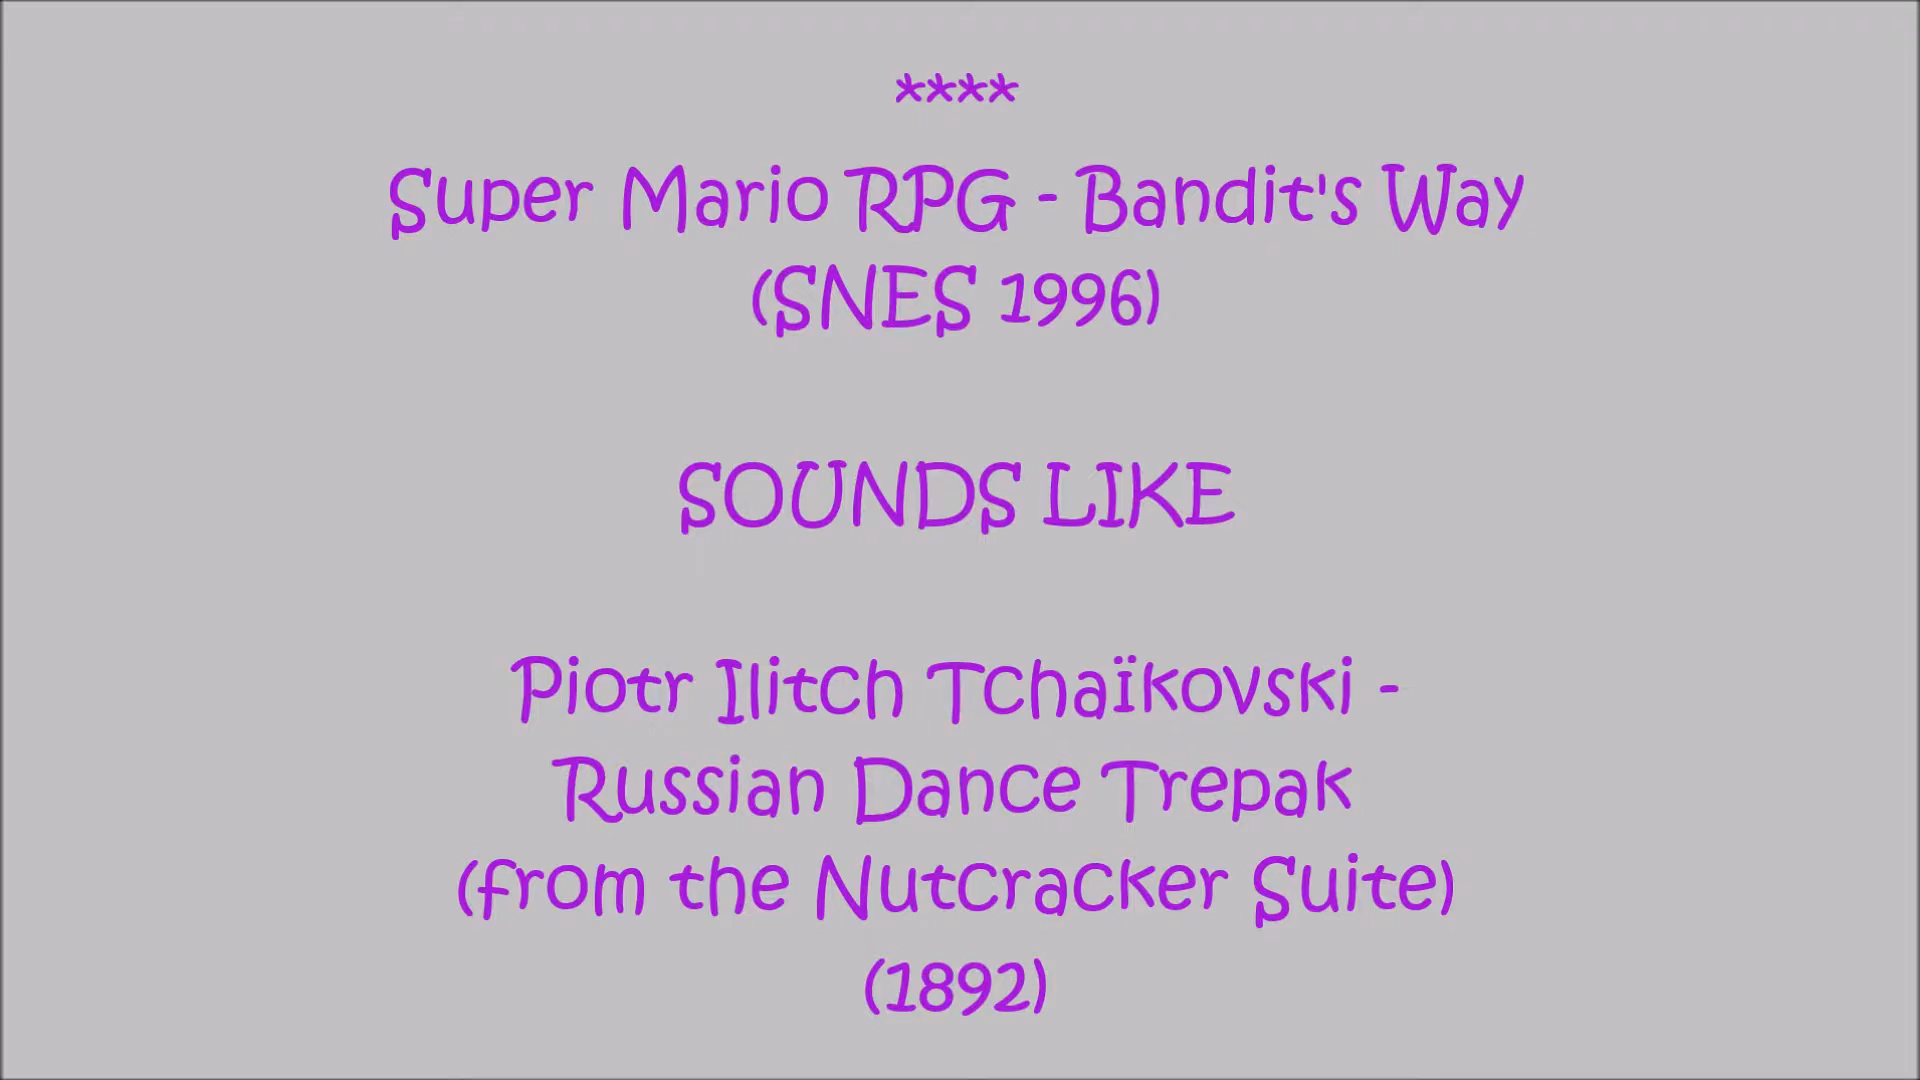 ****
Super Mario RPG - Bandit's Way
(SNES 1996)
SOUNDS LIKE
Piotr Ilitch Tchaïkovski -
Russian Dance Trepak
(from the Nutcracker Suite)
(1892)